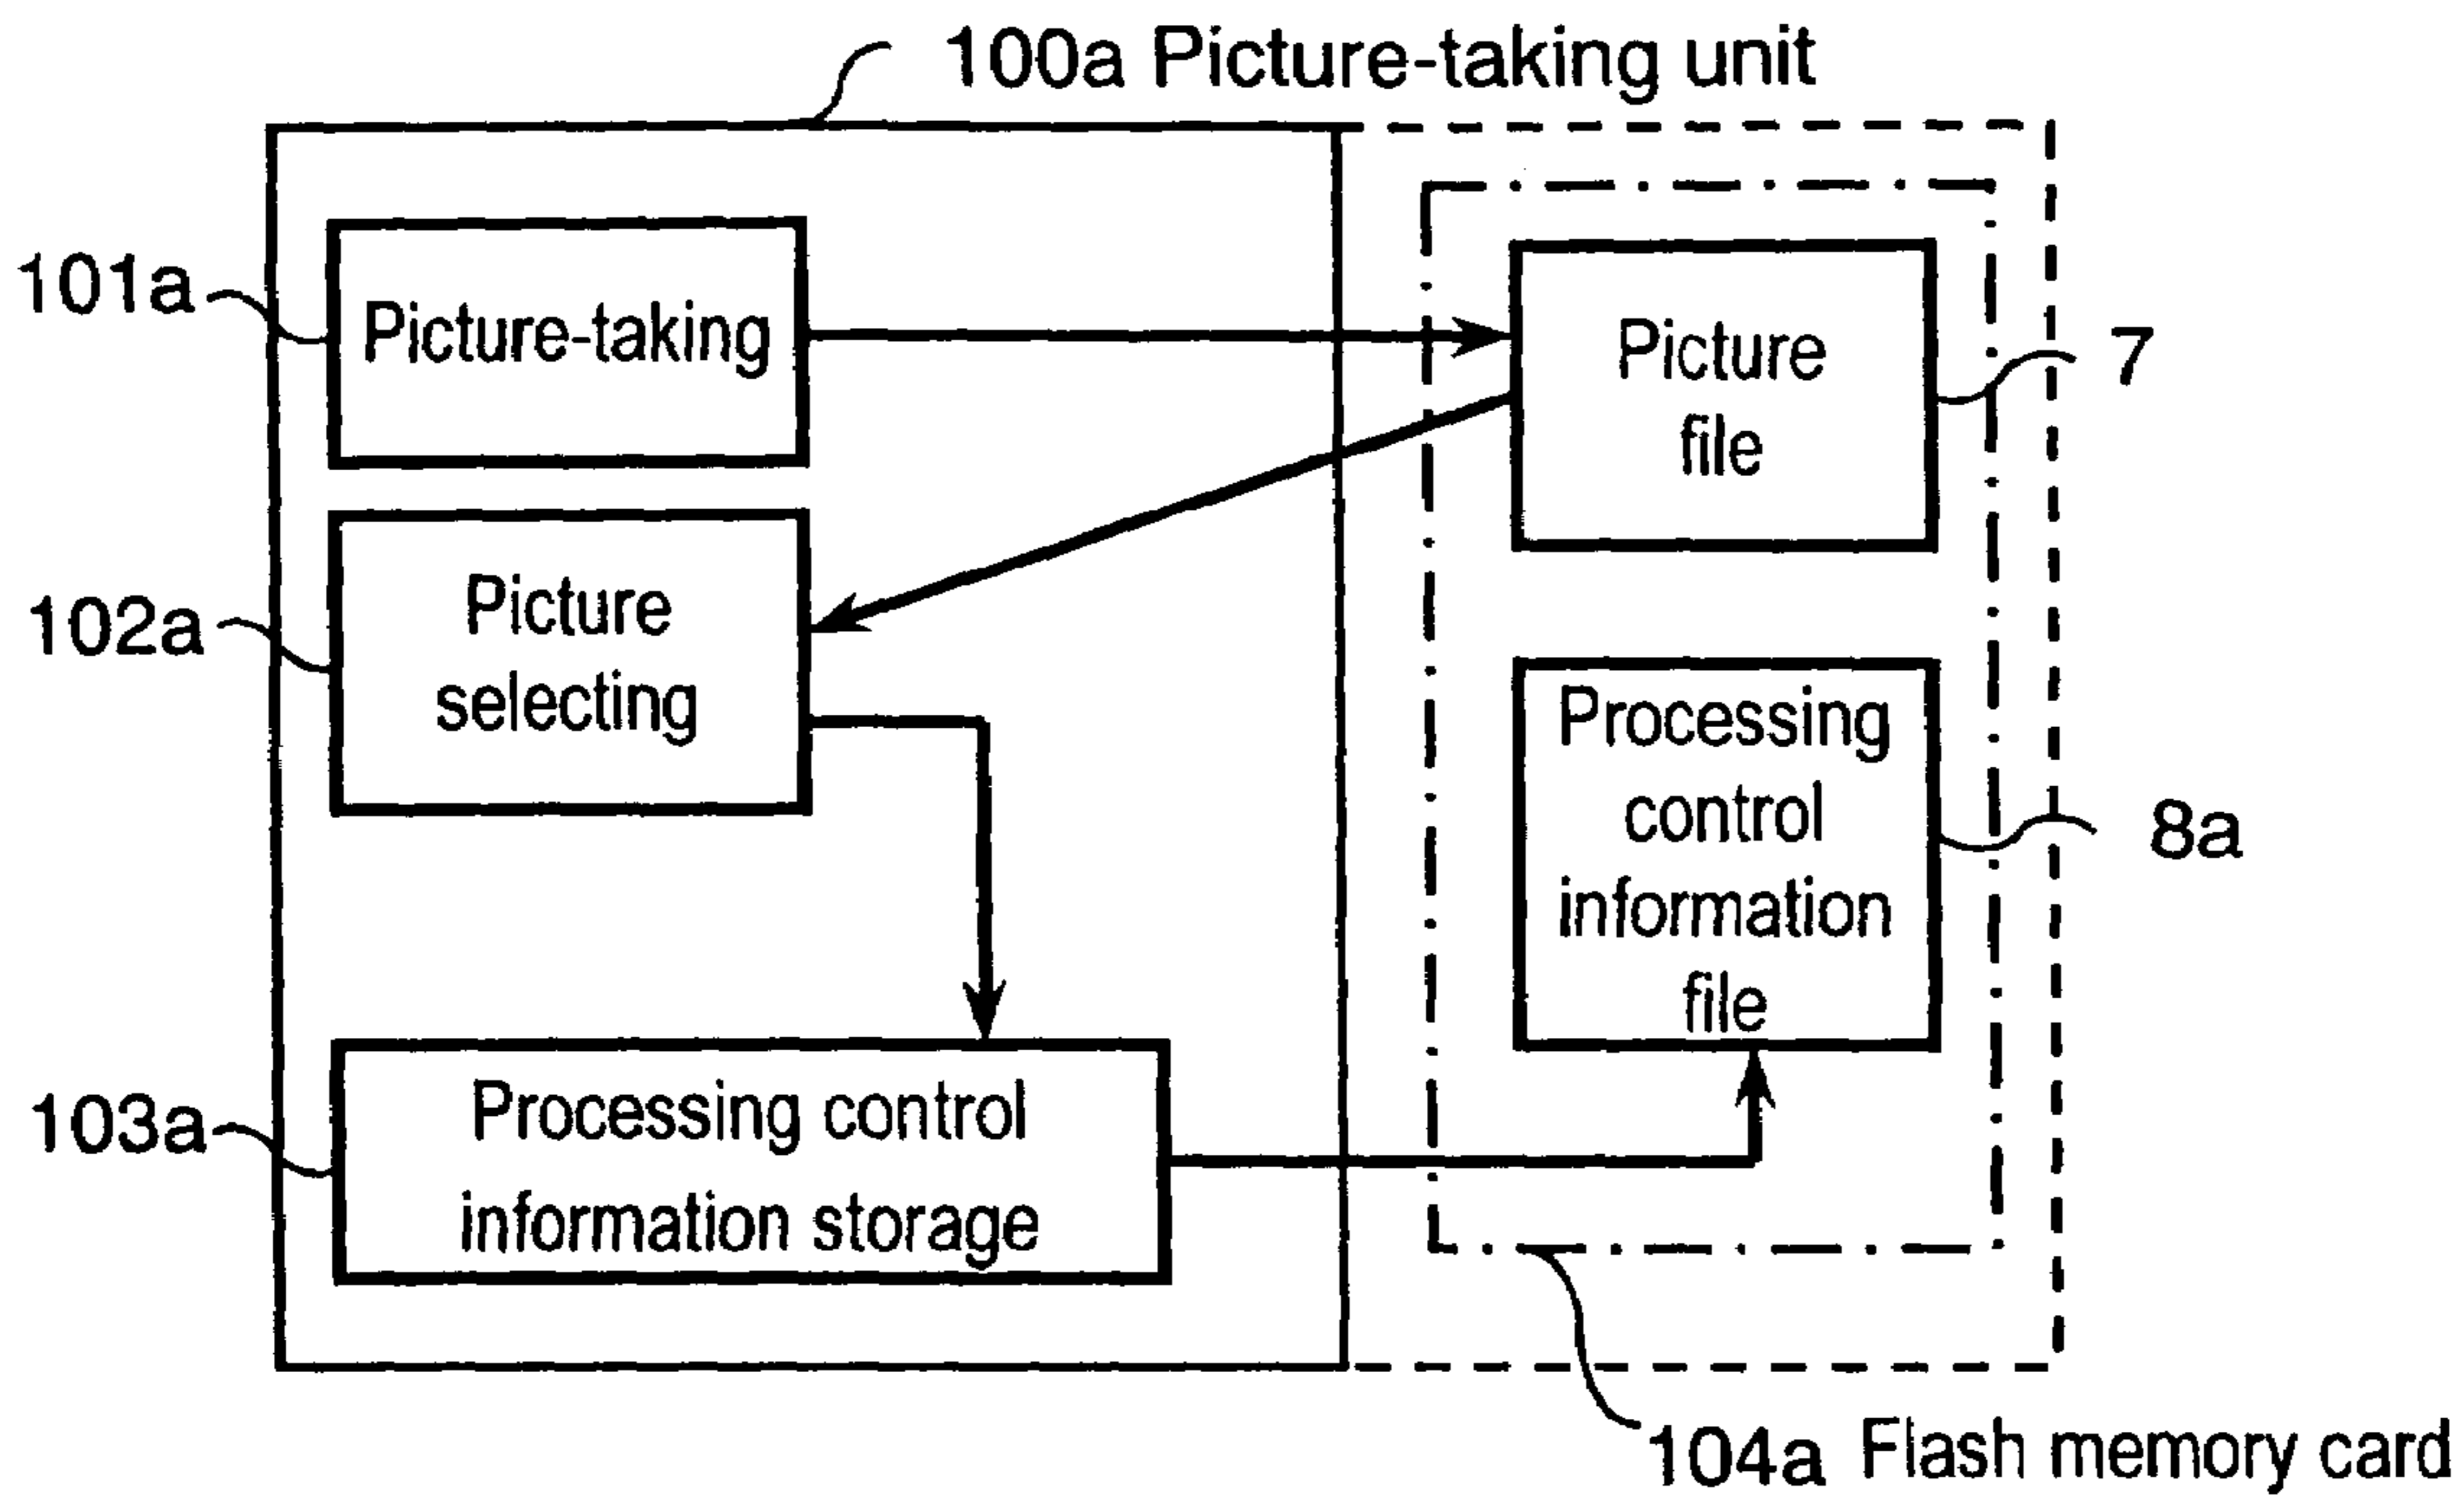 100a Picture-taking unit
101a
Picture-taking
Picture
file
7
102a
Picture
selecting
Processing
control
information
file
8a
103a
Processing control
information storage
104a Flash memory card